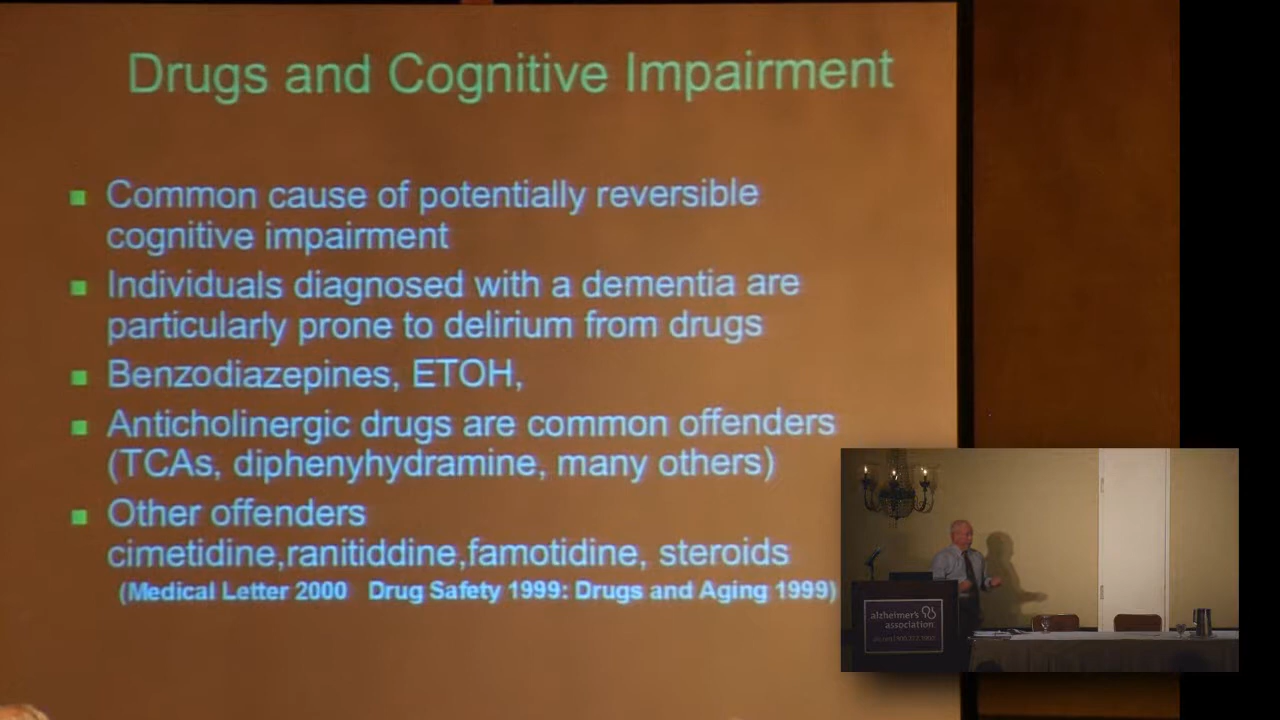 Drugs and Cognitive Impairment
Common cause of potentially reversible
cognitive impairment
Individuals diagnosed with a dementia are
particularly prone to delirium from drugs
Benzodiazepines, ETOH,
Anticholinergic drugs are common offenders
(TCAs, diphenyhydramine, many others)
Other offenders
cimetidine,ranitiddine,famotidine, steroids
(Medical Letter 2000 Drug Safety 1999: Drugs and Aging 1999)
alzheimer's
association